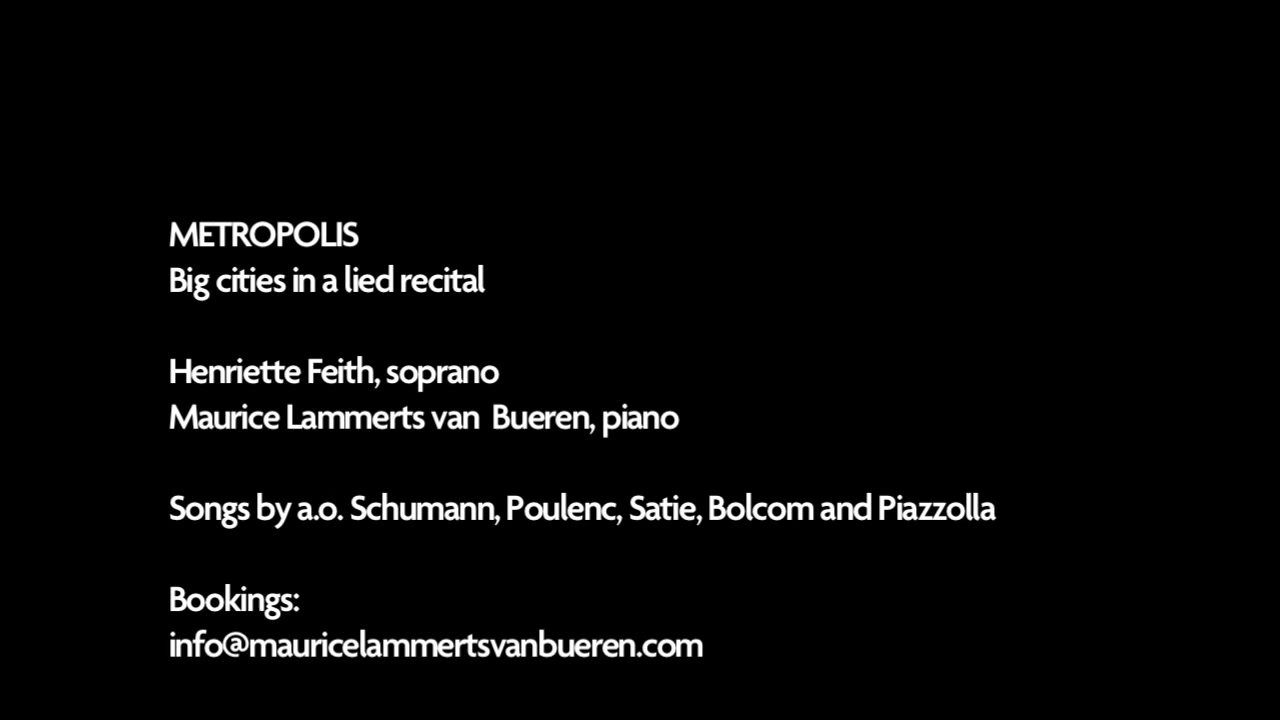 METROPOLIS
Big cities in a lied recital
Henriette Feith, soprano
Maurice Lammerts van  Bueren, piano
Songs by a.o. Schumann, Poulenc, Satie, Bolcom and Piazzolla
Bookings:
info@mauricelammertsvanbueren.com